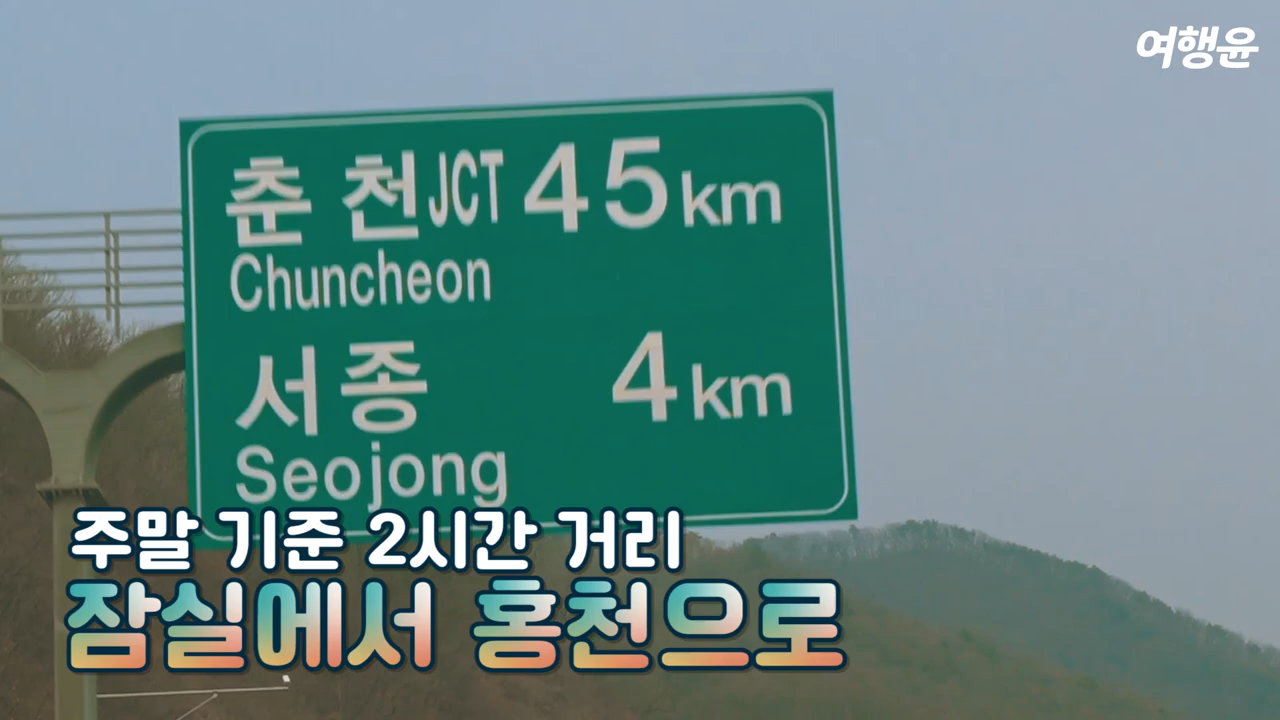 여행윤
춘천JCT 45km
Chuncheon
서종 4km
Seojong
주말 기준 2시간 거리
잠실에서 홍천으로